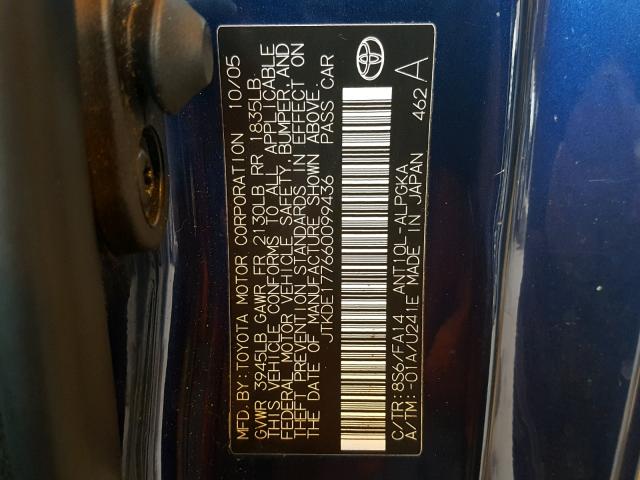 MFD. BY: TOYOTA MOTOR CORPORATION 10/05
GVWR 3945LB GAWR FR 2130LB RR 1835LB
THIS VEHICLE CONFORMS TO ALL APPLICABLE
FEDERAL MOTOR VEHICLE SAFETY, BUMPER, AND
THEFT PREVENTION STANDARDS IN EFFECT ON
THE DATE OF MANUFACTURE SHOWN ABOVE.
JTKDE177660099436 PASS CAR
C/TR: 8S6/FA14 ANT10L-ALPGKA
A/TM: -01A/U241E MADE IN JAPAN
462 A